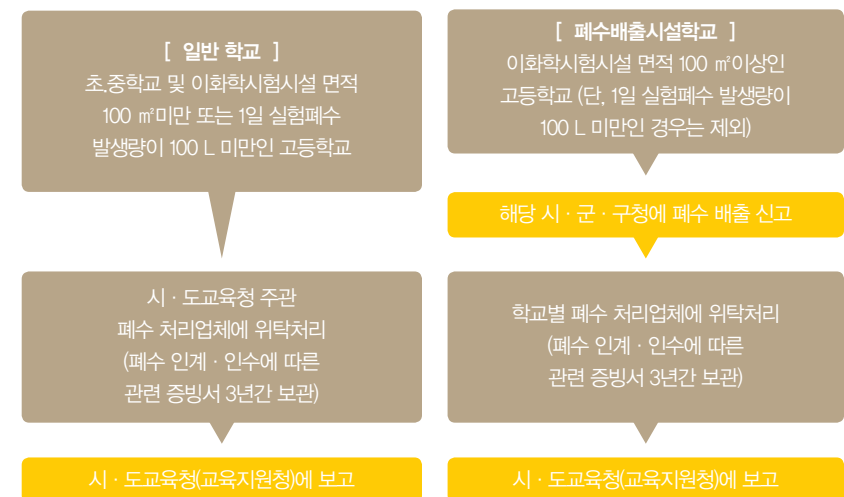 [ 일반 학교 ]
초.중학교 및 이화학시험시설 면적
100 ㎡미만 또는 1일 실험폐수
발생량이 100 L 미만인 고등학교
시 · 도교육청 주관
폐수 처리업체에 위탁처리
(폐수 인계 · 인수에 따른
관련 증빙서 3년간 보관)
시 · 도교육청(교육지원청)에 보고
[ 폐수배출시설학교 ]
이화학시험시설 면적 100 ㎡이상인
고등학교 (단, 1일 실험폐수 발생량이
100 L 미만인 경우는 제외)
해당 시 · 군 · 구청에 폐수 배출 신고
학교별 폐수 처리업체에 위탁처리
(폐수 인계 · 인수에 따른
관련 증빙서 3년간 보관)
시 · 도교육청(교육지원청)에 보고